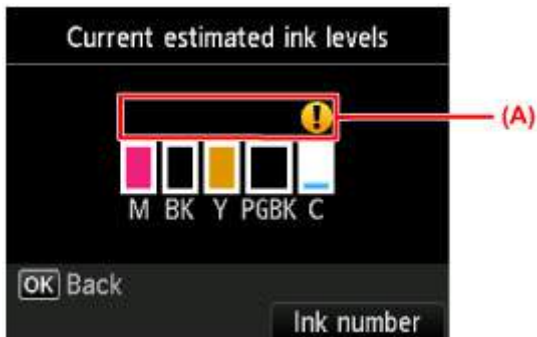 Current estimated ink levels
(A)
M BK Y PGBK C
OK Back
Ink number